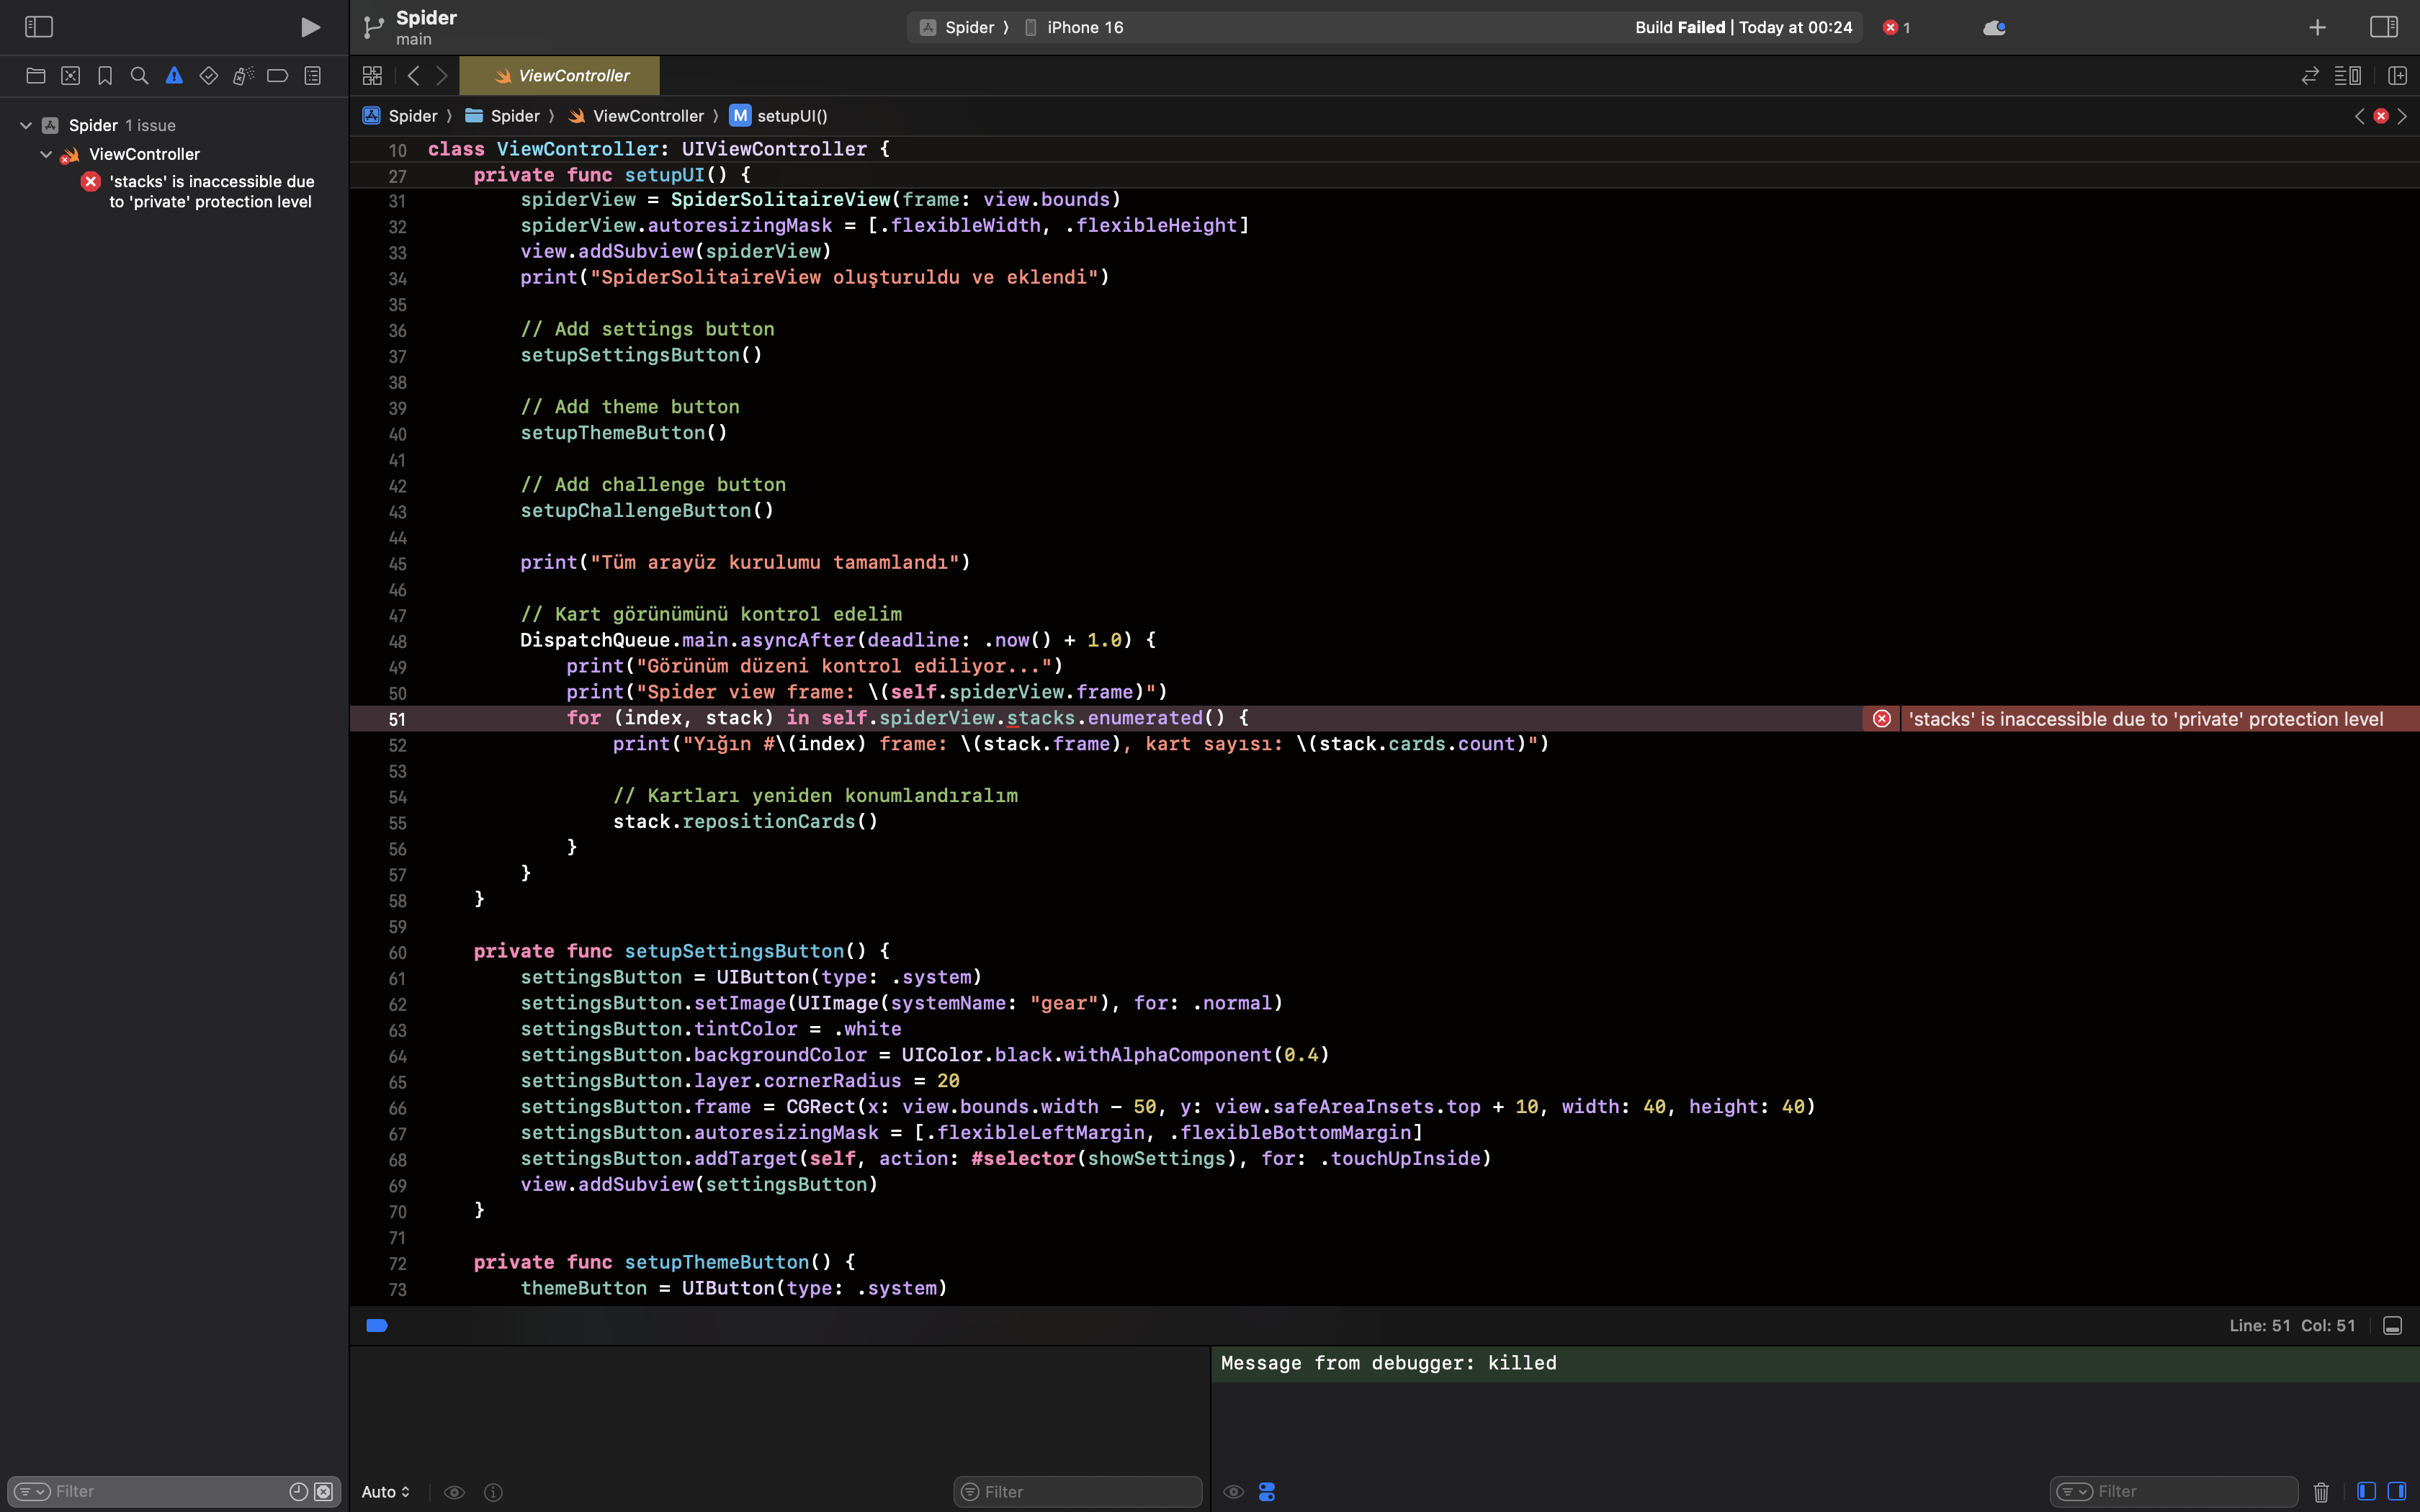 Spider
main
Spider 〉 iPhone 16
Build Failed | Today at 00:24
1
ViewController
Spider 1 issue
ViewController
'stacks' is inaccessible due
to 'private' protection level
Spider 〉 Spider 〉 ViewController 〉 M setupUI()
10 class ViewController: UIViewController {
27 private func setupUI() {
31 spiderView = SpiderSolitaireView(frame: view.bounds)
32 spiderView.autoresizingMask = [.flexibleWidth, .flexibleHeight]
33 view.addSubview(spiderView)
34 print("SpiderSolitaireView oluşturuldu ve eklendi")
35
36 // Add settings button
37 setupSettingsButton()
38
39 // Add theme button
40 setupThemeButton()
41
42 // Add challenge button
43 setupChallengeButton()
44
45 print("Tüm arayüz kurulumu tamamlandı")
46
47 // Kart görünümünü kontrol edelim
48 DispatchQueue.main.asyncAfter(deadline: .now() + 1.0) {
49 print("Görünüm düzeni kontrol ediliyor...")
50 print("Spider view frame: \(self.spiderView.frame)")
51 for (index, stack) in self.spiderView.stacks.enumerated() {
'stacks' is inaccessible due to 'private' protection level
52 print("Yığın #\(index) frame: \(stack.frame), kart sayısı: \(stack.cards.count)")
53
54 // Kartları yeniden konumlandıralım
55 stack.repositionCards()
56 }
57 }
58 }
59
60 private func setupSettingsButton() {
61 settingsButton = UIButton(type: .system)
62 settingsButton.setImage(UIImage(systemName: "gear"), for: .normal)
63 settingsButton.tintColor = .white
64 settingsButton.backgroundColor = UIColor.black.withAlphaComponent(0.4)
65 settingsButton.layer.cornerRadius = 20
66 settingsButton.frame = CGRect(x: view.bounds.width - 50, y: view.safeAreaInsets.top + 10, width: 40, height: 40)
67 settingsButton.autoresizingMask = [.flexibleLeftMargin, .flexibleBottomMargin]
68 settingsButton.addTarget(self, action: #selector(showSettings), for: .touchUpInside)
69 view.addSubview(settingsButton)
70 }
71
72 private func setupThemeButton() {
73 themeButton = UIButton(type: .system)
Line: 51 Col: 51
Message from debugger: killed
Filter
Auto
Filter
Filter